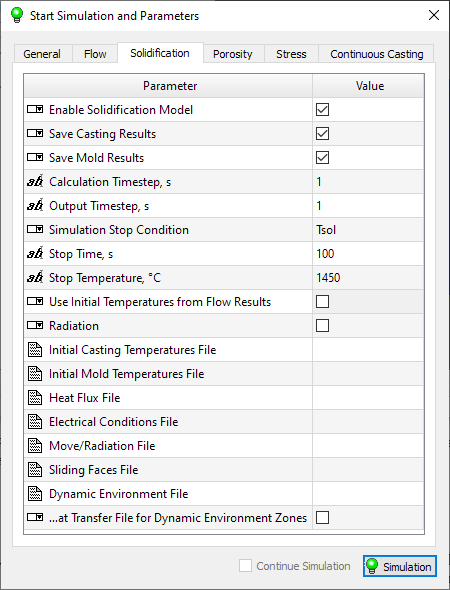 Start Simulation and Parameters
General Flow Solidification Porosity Stress Continuous Casting
Parameter Value
Enable Solidification Model
Save Casting Results
Save Mold Results
Calculation Timestep, s 1
Output Timestep, s 1
Simulation Stop Condition Tsol
Stop Time, s 100
Stop Temperature, °C 1450
Use Initial Temperatures from Flow Results
Radiation
Initial Casting Temperatures File
Initial Mold Temperatures File
Heat Flux File
Electrical Conditions File
Move/Radiation File
Sliding Faces File
Dynamic Environment File
...at Transfer File for Dynamic Environment Zones
Continue Simulation Simulation